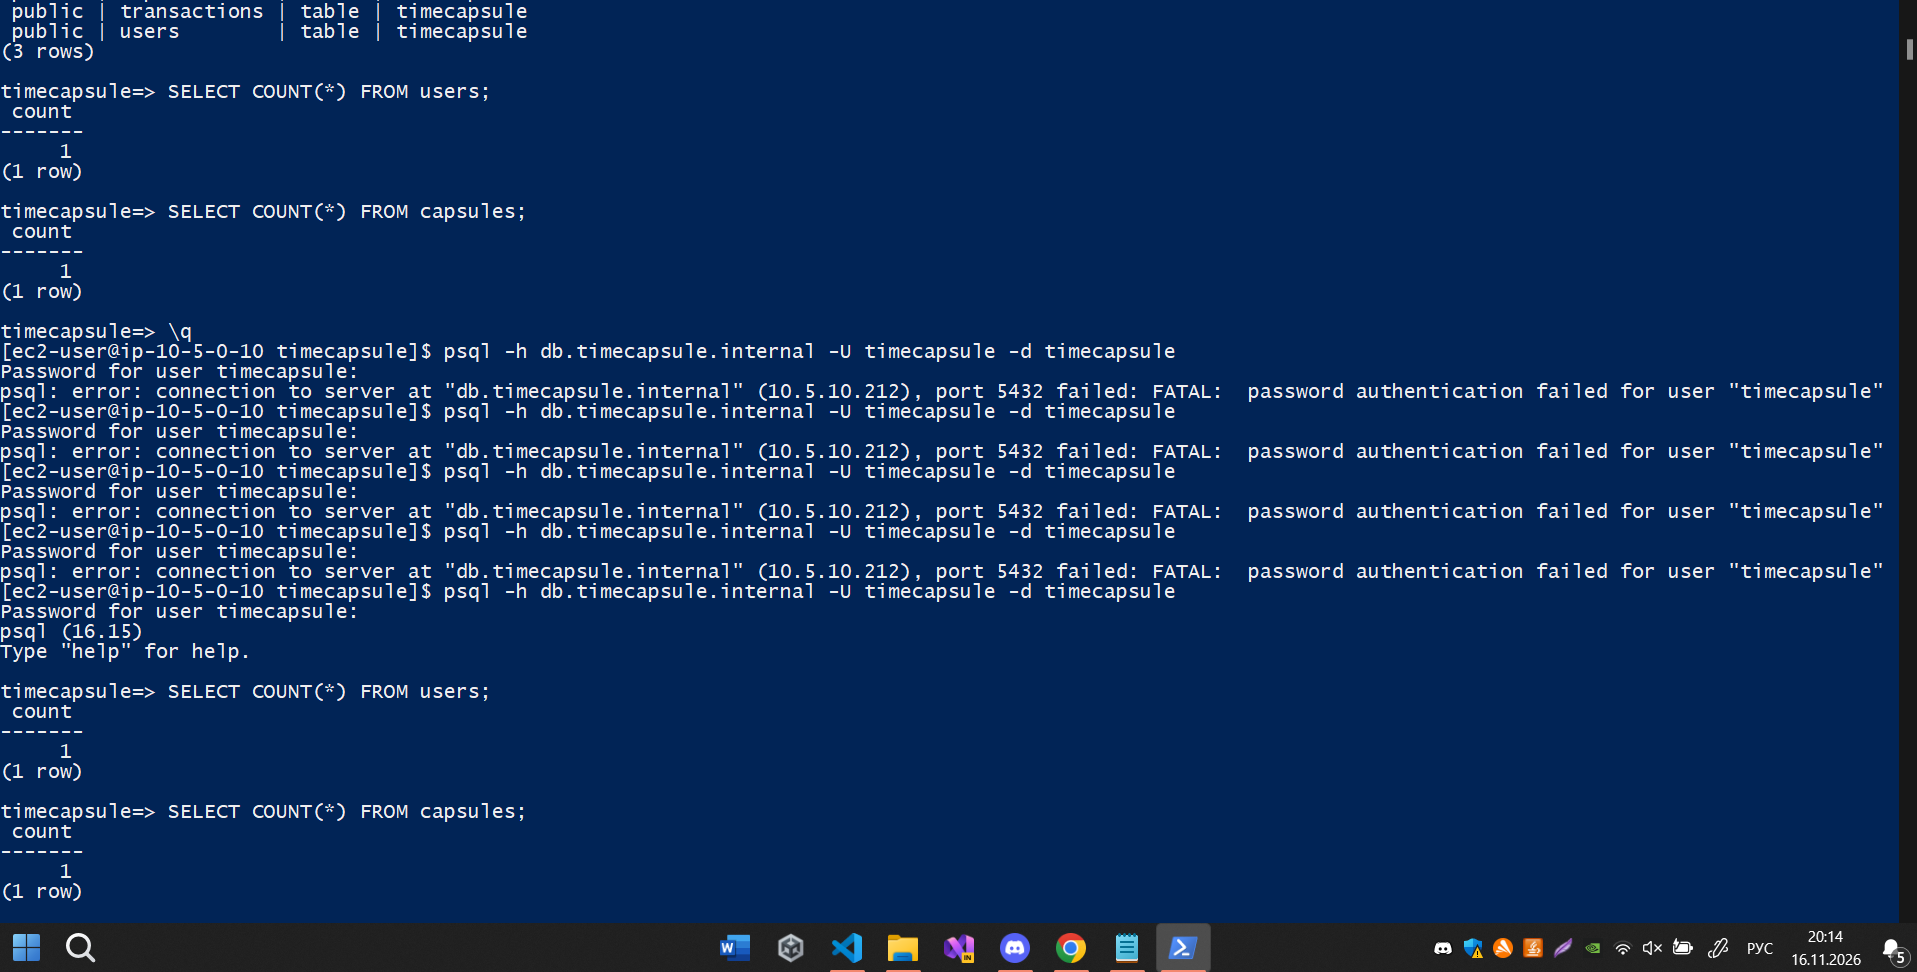 public | transactions | table | timecapsule
public | users        | table | timecapsule
(3 rows)
timecapsule=> SELECT COUNT(*) FROM users;
count
-------
1
(1 row)
timecapsule=> SELECT COUNT(*) FROM capsules;
count
-------
1
(1 row)
timecapsule=> \q
[ec2-user@ip-10-5-0-10 timecapsule]$ psql -h db.timecapsule.internal -U timecapsule -d timecapsule
Password for user timecapsule:
psql: error: connection to server at "db.timecapsule.internal" (10.5.10.212), port 5432 failed: FATAL:  password authentication failed for user "timecapsule"
[ec2-user@ip-10-5-0-10 timecapsule]$ psql -h db.timecapsule.internal -U timecapsule -d timecapsule
Password for user timecapsule:
psql: error: connection to server at "db.timecapsule.internal" (10.5.10.212), port 5432 failed: FATAL:  password authentication failed for user "timecapsule"
[ec2-user@ip-10-5-0-10 timecapsule]$ psql -h db.timecapsule.internal -U timecapsule -d timecapsule
Password for user timecapsule:
psql: error: connection to server at "db.timecapsule.internal" (10.5.10.212), port 5432 failed: FATAL:  password authentication failed for user "timecapsule"
[ec2-user@ip-10-5-0-10 timecapsule]$ psql -h db.timecapsule.internal -U timecapsule -d timecapsule
Password for user timecapsule:
psql: error: connection to server at "db.timecapsule.internal" (10.5.10.212), port 5432 failed: FATAL:  password authentication failed for user "timecapsule"
[ec2-user@ip-10-5-0-10 timecapsule]$ psql -h db.timecapsule.internal -U timecapsule -d timecapsule
Password for user timecapsule:
psql (16.15)
Type "help" for help.
timecapsule=> SELECT COUNT(*) FROM users;
count
-------
1
(1 row)
timecapsule=> SELECT COUNT(*) FROM capsules;
count
-------
1
(1 row)
W
IN
РУС
20:14
16.11.2026
5